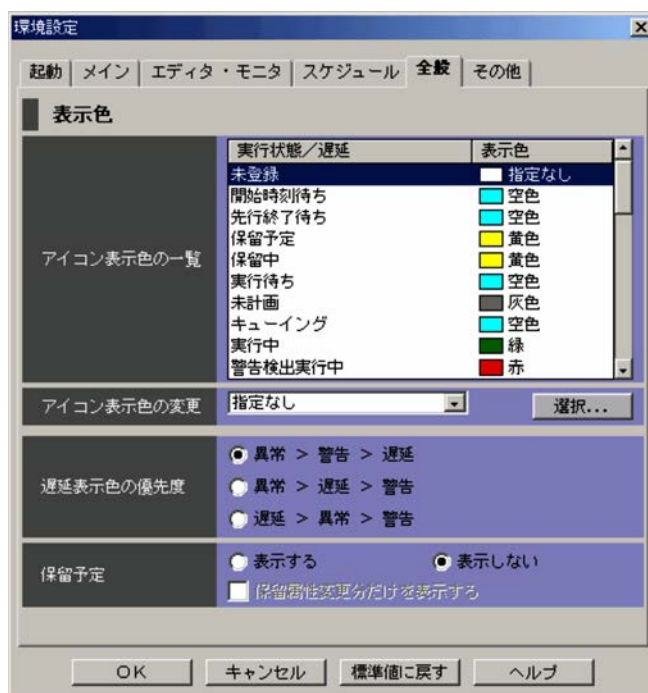 環境設定
起動 メイン エディタ・モニタ スケジュール 全般 その他
表示色
アイコン表示色の一覧
実行状態／遅延 表示色
未登録 指定なし
開始時刻待ち 空色
先行終了待ち 空色
保留予定 黄色
保留中 黄色
実行待ち 空色
未計画 灰色
キューイング 空色
実行中 緑
警告検出実行中 赤
アイコン表示色の変更 指定なし 選択...
遅延表示色の優先度
異常 > 警告 > 遅延
異常 > 遅延 > 警告
遅延 > 異常 > 警告
保留予定
表示する 表示しない
保留属性変更分だけを表示する
OK キャンセル 標準値に戻す ヘルプ